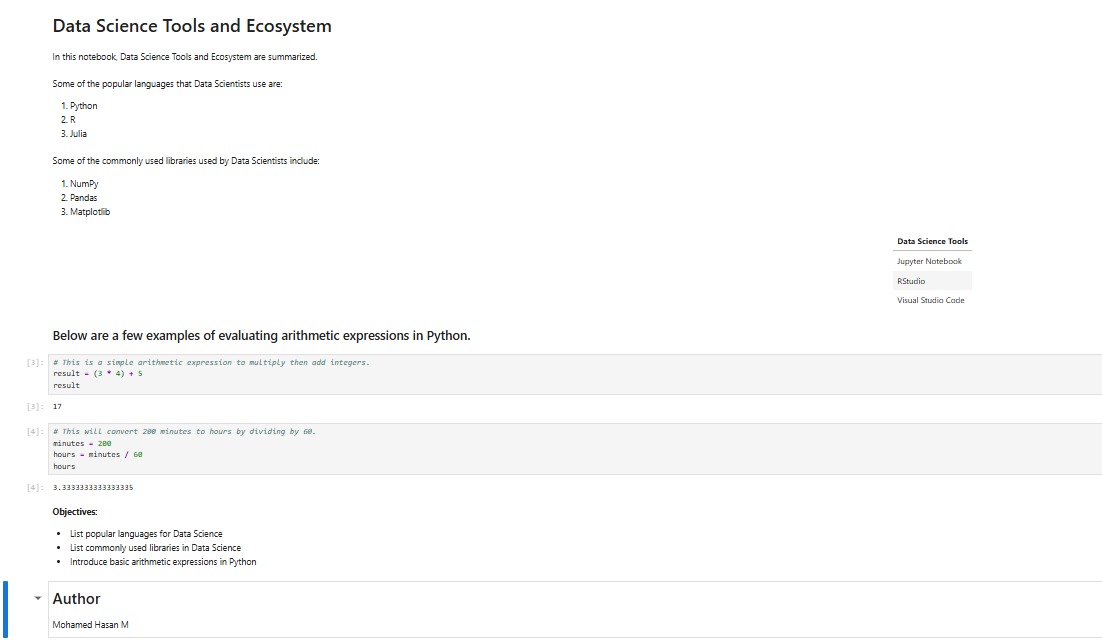 Data Science Tools and Ecosystem
In this notebook, Data Science Tools and Ecosystem are summarized.
Some of the popular languages that Data Scientists use are:
1. Python
2. R
3. Julia
Some of the commonly used libraries used by Data Scientists include:
1. NumPy
2. Pandas
3. Matplotlib
Data Science Tools
Jupyter Notebook
RStudio
Visual Studio Code
Below are a few examples of evaluating arithmetic expressions in Python.
[3]: # This is a simple arithmetic expression to multiply then add integers.
result = (3 * 4) + 5
result
[3]: 17
[4]: # This will convert 200 minutes to hours by dividing by 60.
minutes = 200
hours = minutes / 60
hours
[4]: 3.3333333333333335
Objectives:
• List popular languages for Data Science
• List commonly used libraries in Data Science
• Introduce basic arithmetic expressions in Python
Author
Mohamed Hasan M